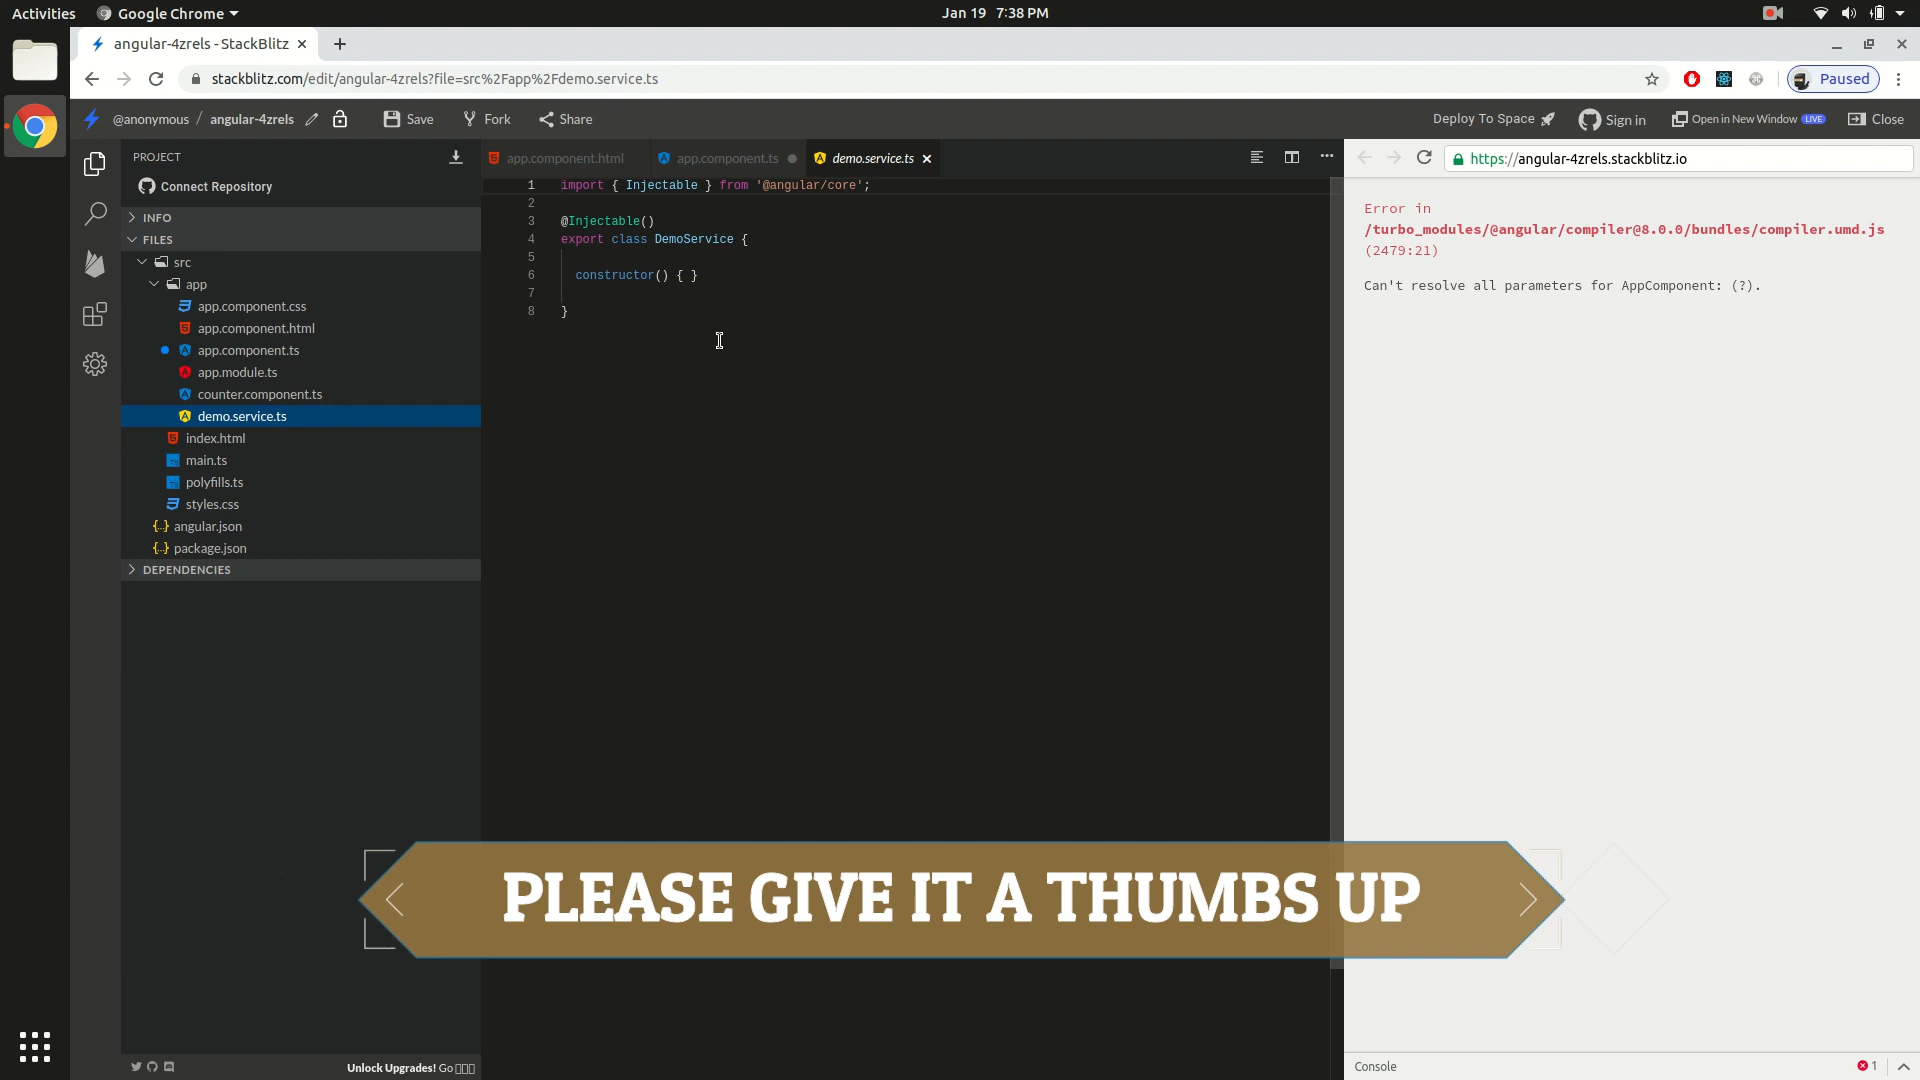 Activities
Google Chrome
Jan 19 7:38 PM
angular-4zrels - StackBlitz
stackblitz.com/edit/angular-4zrels?file=src%2Fapp%2Fdemo.service.ts
Paused
@anonymous / angular-4zrels
Save
Fork
Share
Deploy To Space
Sign in
Open in New Window LIVE
Close
PROJECT
Connect Repository
INFO
FILES
src
app
app.component.css
app.component.html
app.component.ts
app.module.ts
counter.component.ts
demo.service.ts
index.html
main.ts
polyfills.ts
styles.css
{..} angular.json
{..} package.json
DEPENDENCIES
Unlock Upgrades! Go
app.component.html
app.component.ts
demo.service.ts
1 import { Injectable } from '@angular/core';
2
3 @Injectable()
4 export class DemoService {
5
6 constructor() { }
7
8 }
https://angular-4zrels.stackblitz.io
Error in
/turbo_modules/@angular/compiler@8.0.0/bundles/compiler.umd.js
(2479:21)
Can't resolve all parameters for AppComponent: (?).
PLEASE GIVE IT A THUMBS UP
Console
1